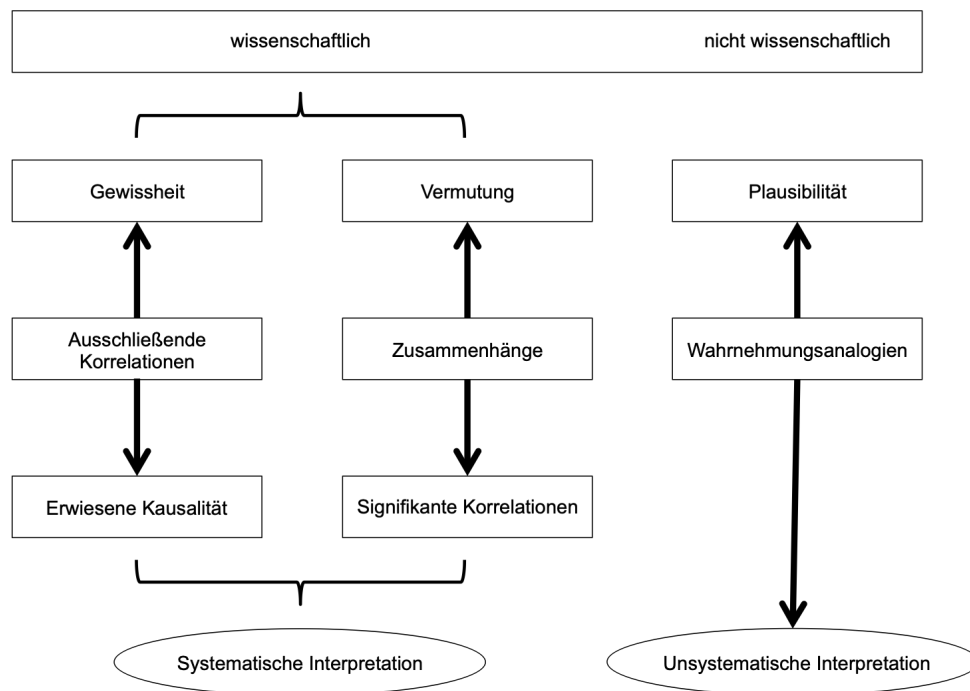 wissenschaftlich nicht wissenschaftlich
Gewissheit
Vermutung
Plausibilität
Ausschließende
Korrelationen
Zusammenhänge
Wahrnehmungsanalogien
Erwiesene Kausalität
Signifikante Korrelationen
Systematische Interpretation
Unsystematische Interpretation